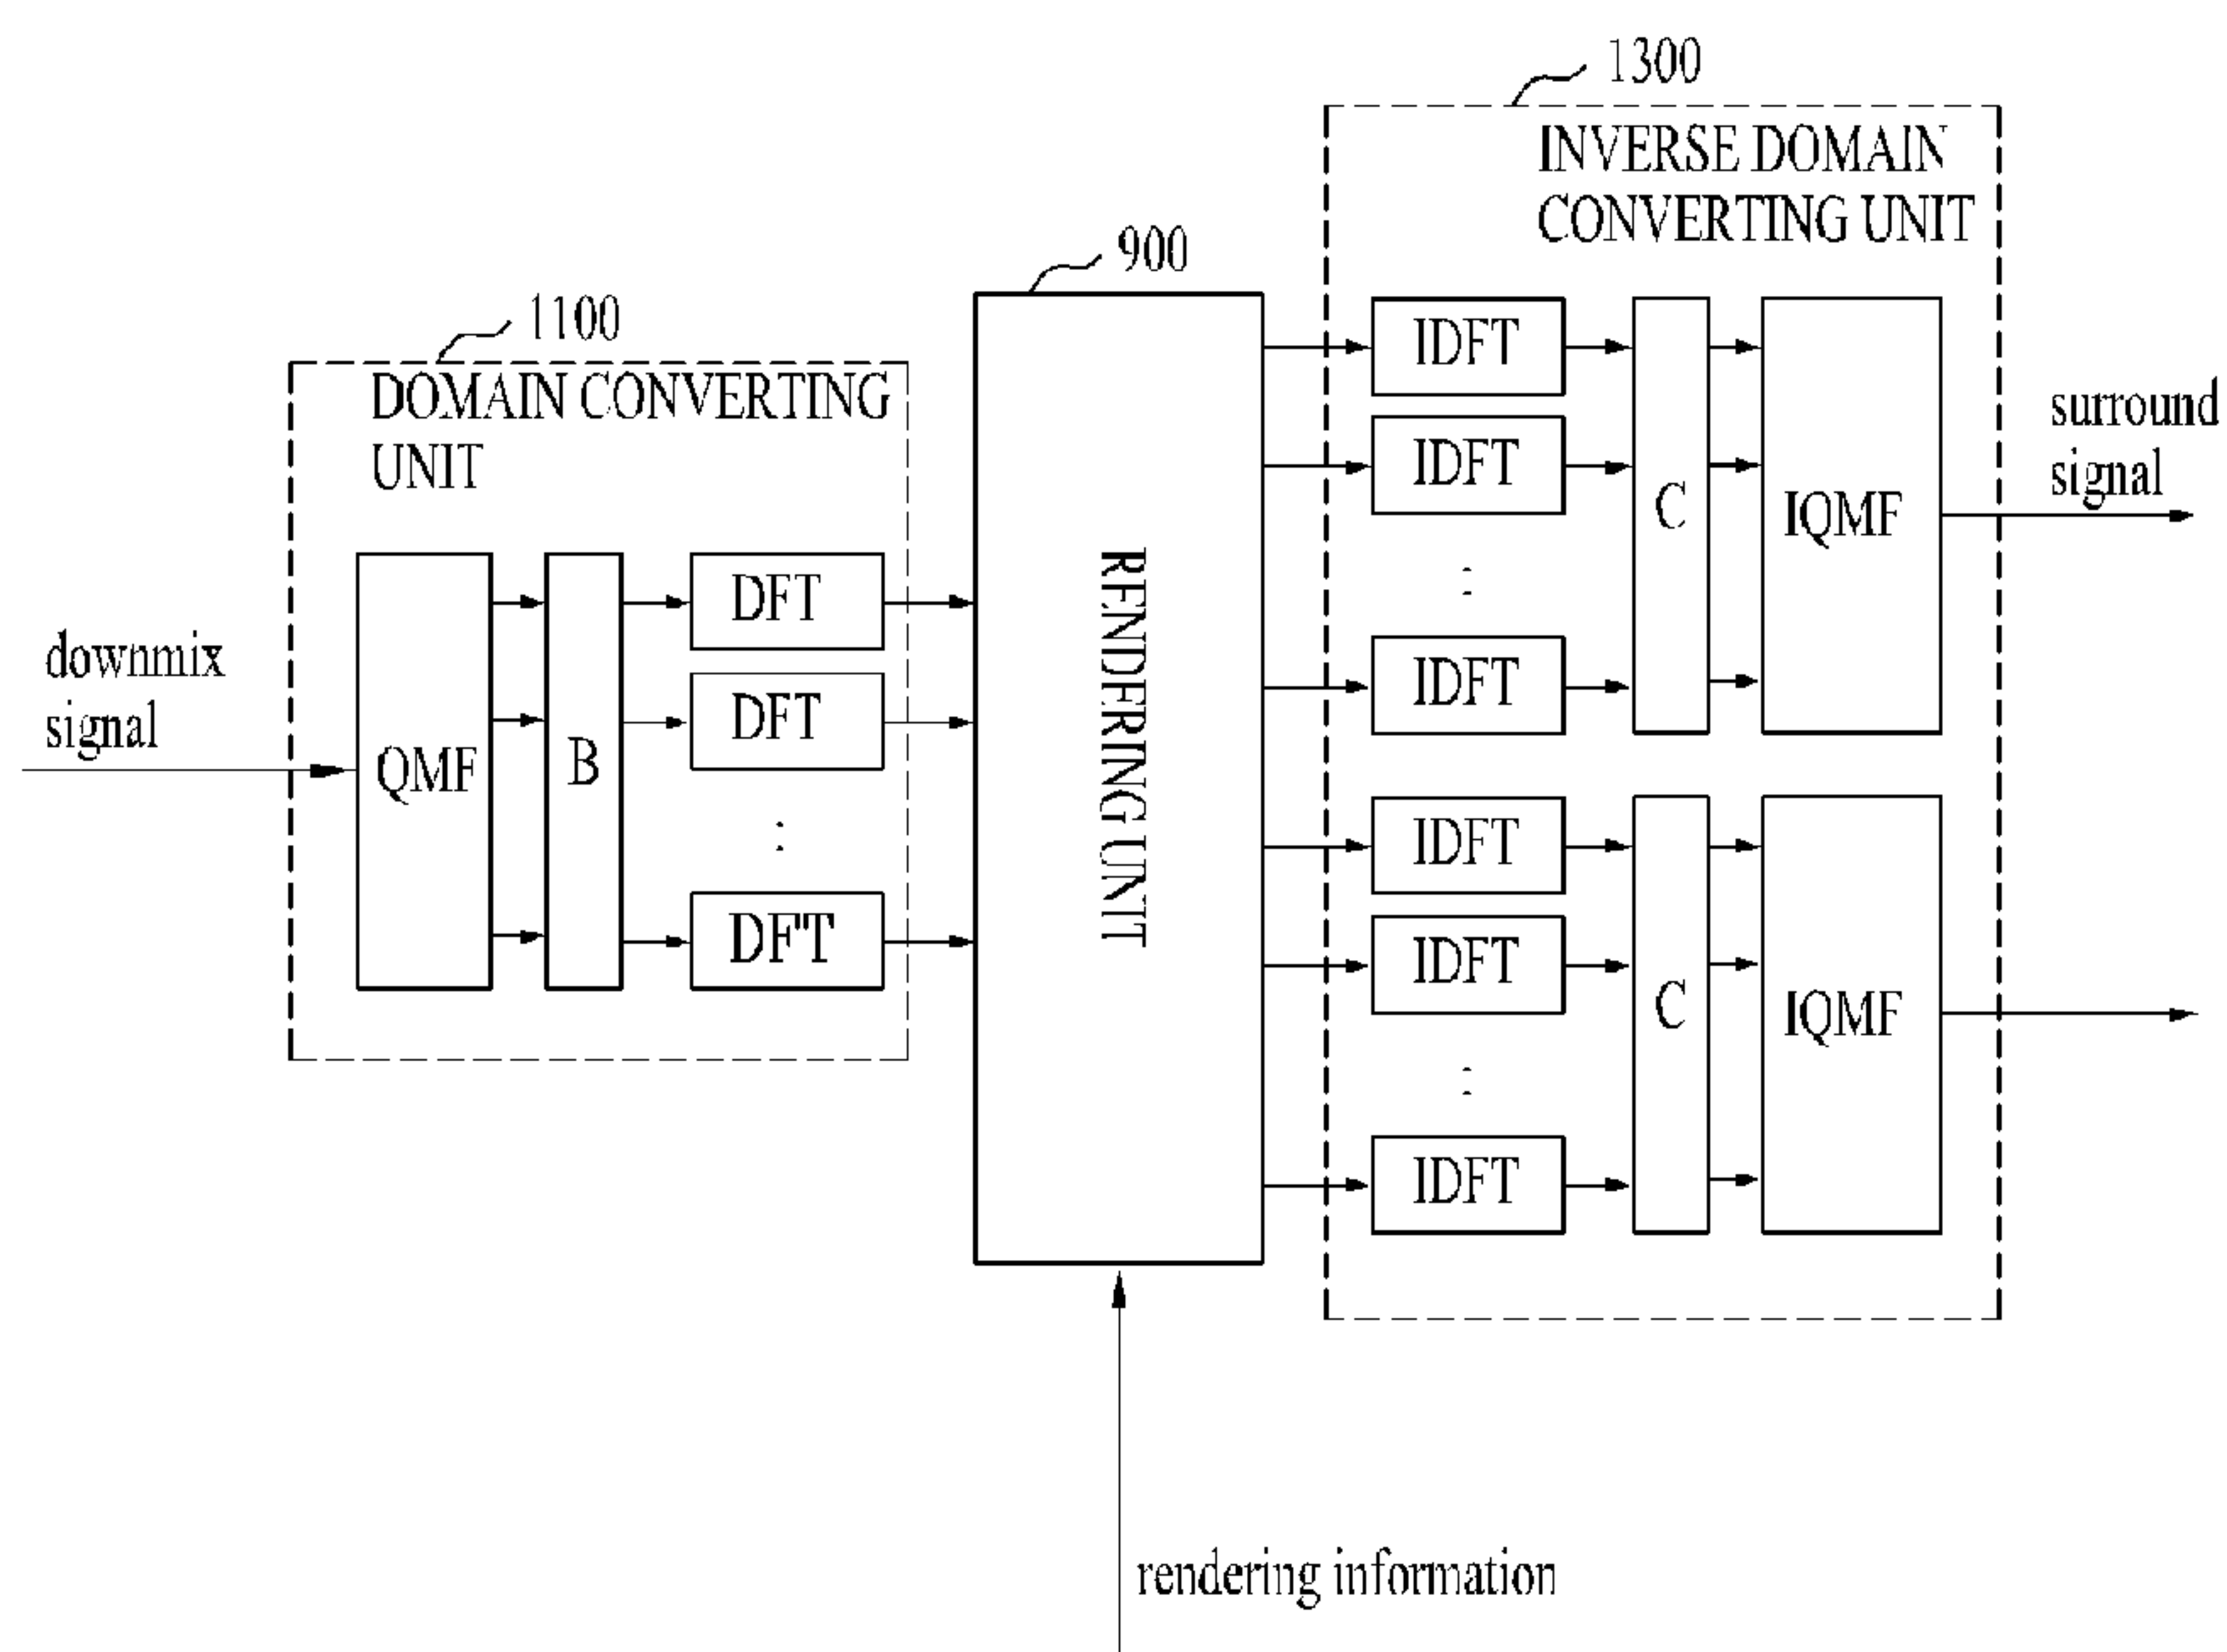 1300
INVERSE DOMAIN
CONVERTING UNIT
900
1100
DOMAIN CONVERTING
UNIT
downmix
signal
QMF
B
DFT
DFT
:
DFT
RENDERING UNIT
IDFT
IDFT
:
IDFT
C
IQMF
surround
signal
IDFT
IDFT
:
IDFT
C
IQMF
rendering information